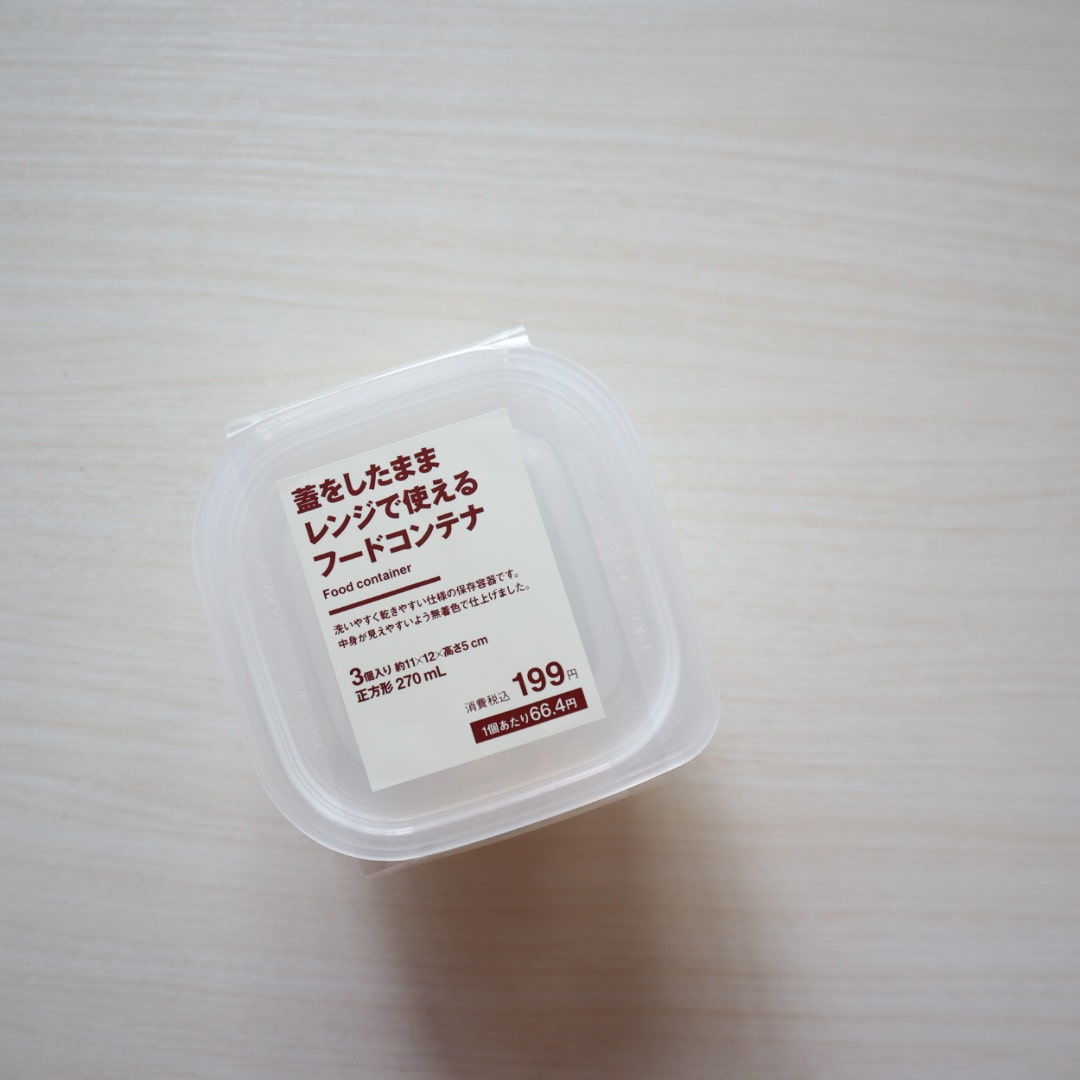 蓋をしたまま
レンジで使える
フードコンテナ
Food container
洗いやすく乾きやすい仕様の保存容器です。
中身が見えやすいよう無着色で仕上げました。
3個入り 約11×12×高さ5cm
正方形 270mL
消費税込 199円
1個あたり66.4円